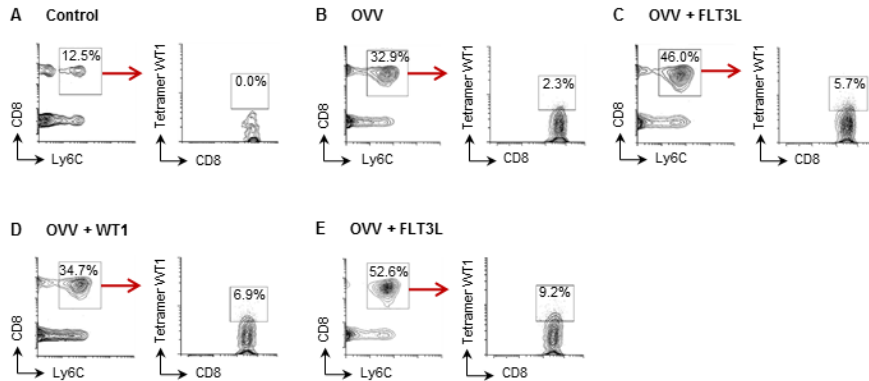 A Control
12.5%
CD8
Ly6C
Tetramer WT1
0.0%
CD8
B OVV
32.9%
CD8
Ly6C
Tetramer WT1
2.3%
CD8
C OVV + FLT3L
46.0%
CD8
Ly6C
Tetramer WT1
5.7%
CD8
D OVV + WT1
34.7%
CD8
Ly6C
Tetramer WT1
6.9%
CD8
E OVV + FLT3L
52.6%
CD8
Ly6C
Tetramer WT1
9.2%
CD8